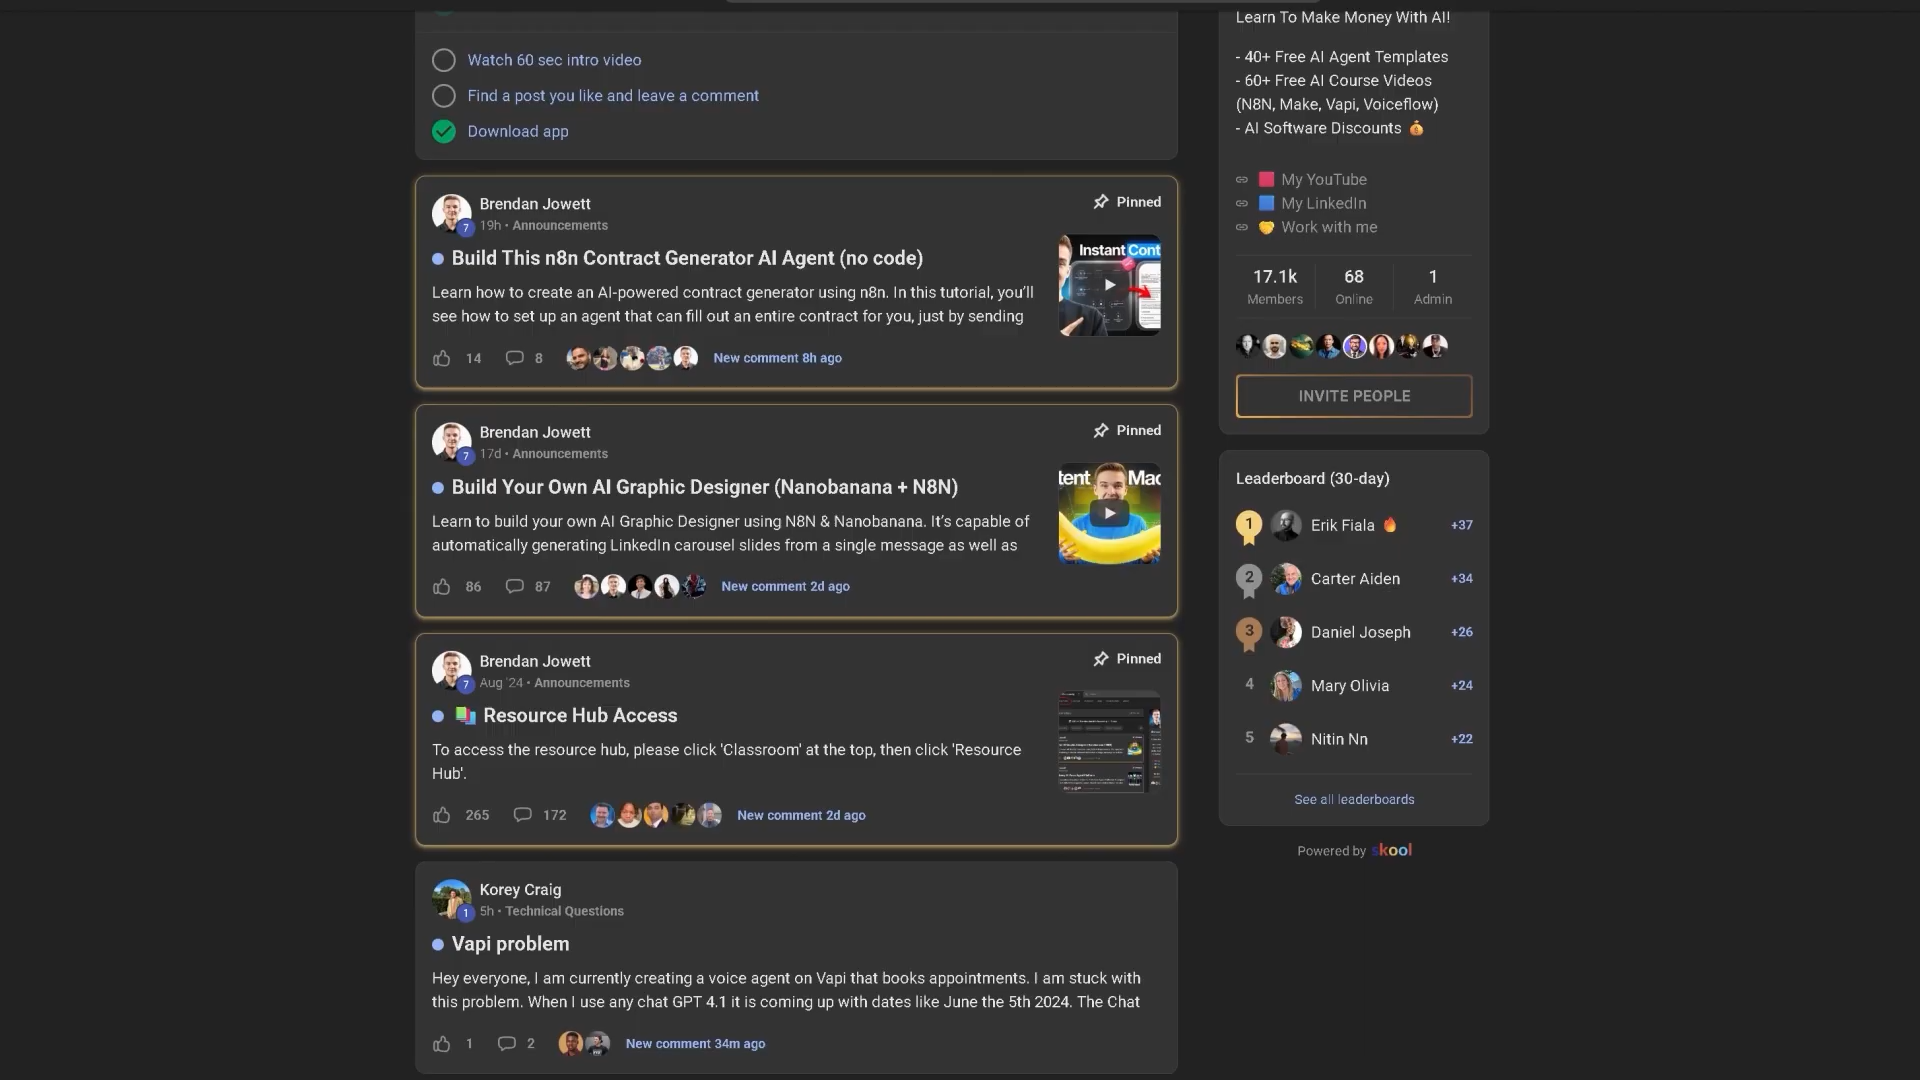 Watch 60 sec intro video
Find a post you like and leave a comment
Download app
Brendan Jowett
7
19h • Announcements
Pinned
Build This n8n Contract Generator AI Agent (no code)
Learn how to create an AI-powered contract generator using n8n. In this tutorial, you'll
see how to set up an agent that can fill out an entire contract for you, just by sending
Instant Cont
14
8
New comment 8h ago
Brendan Jowett
7
17d • Announcements
Pinned
Build Your Own AI Graphic Designer (Nanobanana + N8N)
Learn to build your own AI Graphic Designer using N8N & Nanobanana. It's capable of
automatically generating LinkedIn carousel slides from a single message as well as
tent Mac
86
87
New comment 2d ago
Brendan Jowett
7
Aug '24 • Announcements
Pinned
📚 Resource Hub Access
To access the resource hub, please click 'Classroom' at the top, then click 'Resource
Hub'.
265
172
New comment 2d ago
Korey Craig
1
5h • Technical Questions
Vapi problem
Hey everyone, I am currently creating a voice agent on Vapi that books appointments. I am stuck with
this problem. When I use any chat GPT 4.1 it is coming up with dates like June the 5th 2024. The Chat
1
2
New comment 34m ago
Learn To Make Money With AI!
- 40+ Free AI Agent Templates
- 60+ Free AI Course Videos
(N8N, Make, Vapi, Voiceflow)
- AI Software Discounts 💰
🟥 My YouTube
🟦 My LinkedIn
🤝 Work with me
17.1k
Members
68
Online
1
Admin
INVITE PEOPLE
Leaderboard (30-day)
1 Erik Fiala 🔥 +37
2 Carter Aiden +34
3 Daniel Joseph +26
4 Mary Olivia +24
5 Nitin Nn +22
See all leaderboards
Powered by skool